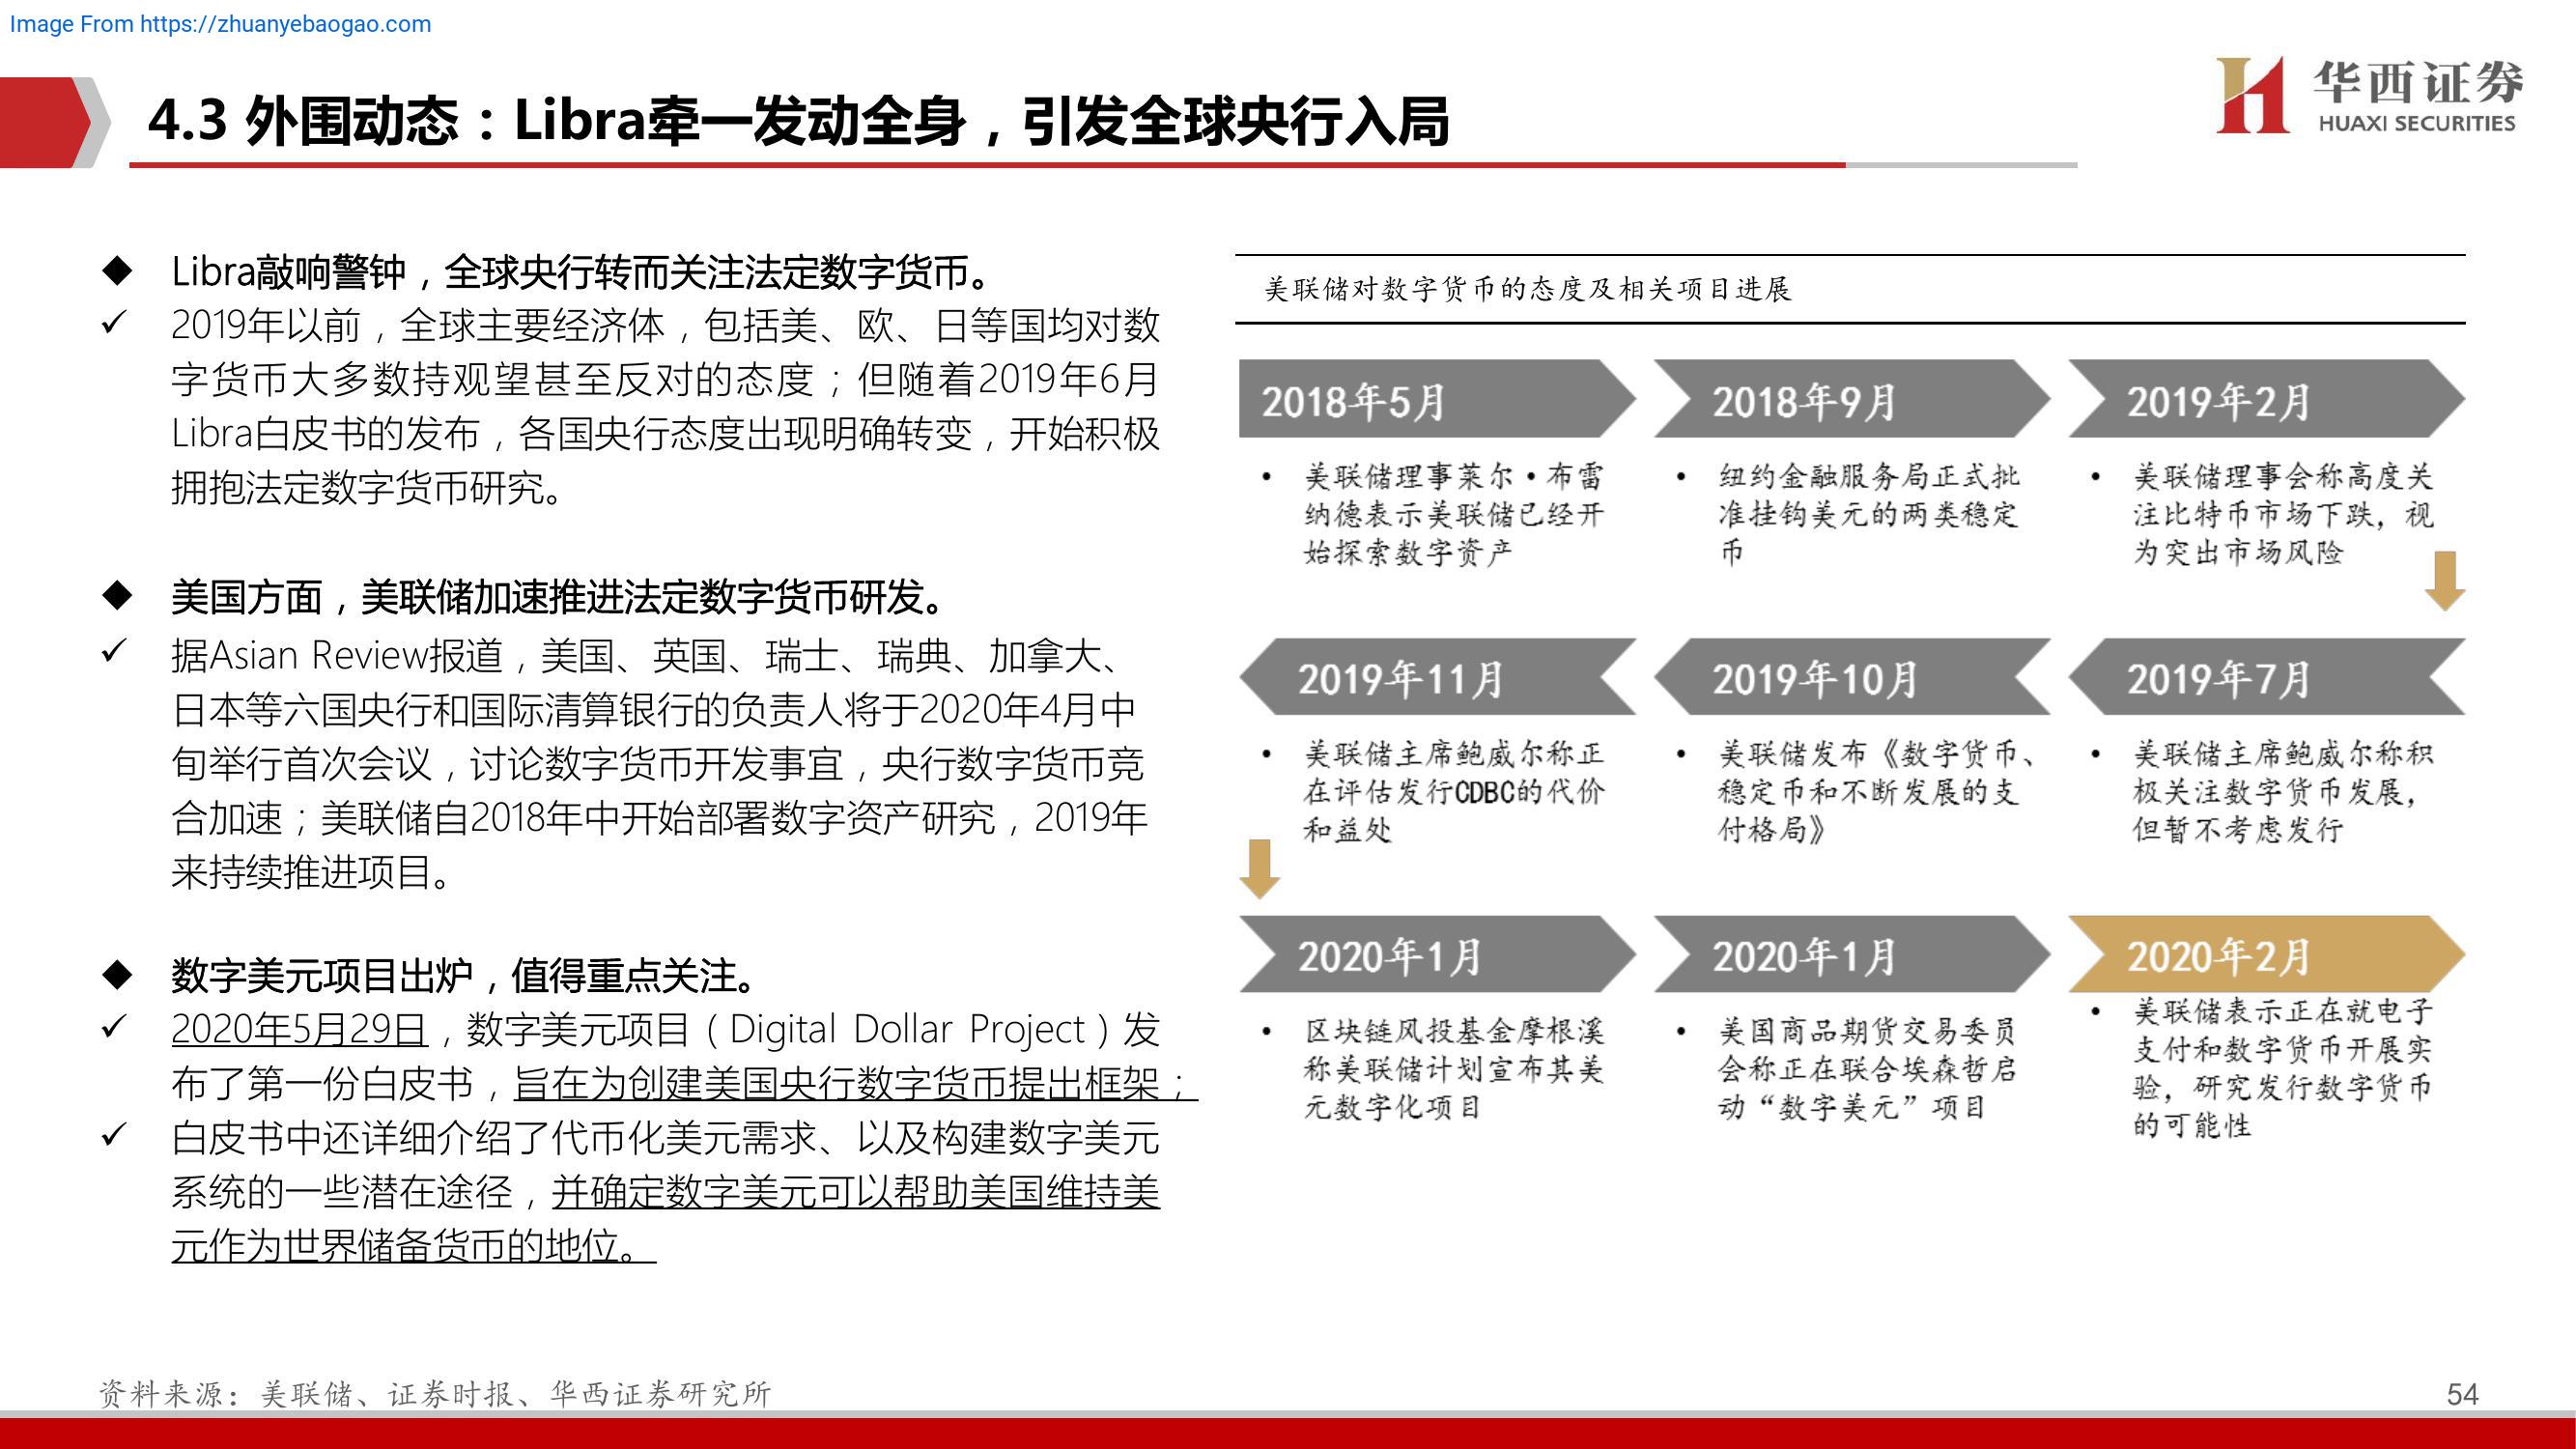 Image From https://zhuanyebaogao.com
华西证券
HUAXI SECURITIES
4.3 外围动态：Libra牵一发动全身，引发全球央行入局
◆ Libra敲响警钟，全球央行转而关注法定数字货币。
✓ 2019年以前，全球主要经济体，包括美、欧、日等国均对数
字货币大多数持观望甚至反对的态度；但随着2019年6月
Libra白皮书的发布，各国央行态度出现明确转变，开始积极
拥抱法定数字货币研究。
◆ 美国方面，美联储加速推进法定数字货币研发。
✓ 据Asian Review报道，美国、英国、瑞士、瑞典、加拿大、
日本等六国央行和国际清算银行的负责人将于2020年4月中
旬举行首次会议，讨论数字货币开发事宜，央行数字货币竞
合加速；美联储自2018年中开始部署数字资产研究，2019年
来持续推进项目。
◆ 数字美元项目出炉，值得重点关注。
✓ 2020年5月29日，数字美元项目（Digital Dollar Project）发
布了第一份白皮书，旨在为创建美国央行数字货币提出框架；
✓ 白皮书中还详细介绍了代币化美元需求、以及构建数字美元
系统的一些潜在途径，并确定数字美元可以帮助美国维持美
元作为世界储备货币的地位。
美联储对数字货币的态度及相关项目进展
2018年5月
• 美联储理事莱尔·布雷
纳德表示美联储已经开
始探索数字资产
2018年9月
• 纽约金融服务局正式批
准挂钩美元的两类稳定
币
2019年2月
• 美联储理事会称高度关
注比特币市场下跌，视
为突出市场风险
2019年7月
• 美联储主席鲍威尔称积
极关注数字货币发展，
但暂不考虑发行
2019年10月
• 美联储发布《数字货币、
稳定币和不断发展的支
付格局》
2019年11月
• 美联储主席鲍威尔称正
在评估发行CDBC的代价
和益处
2020年1月
• 区块链风投基金摩根溪
称美联储计划宣布其美
元数字化项目
2020年1月
• 美国商品期货交易委员
会称正在联合埃森哲启
动“数字美元”项目
2020年2月
• 美联储表示正在就电子
支付和数字货币开展实
验，研究发行数字货币
的可能性
资料来源：美联储、证券时报、华西证券研究所
54